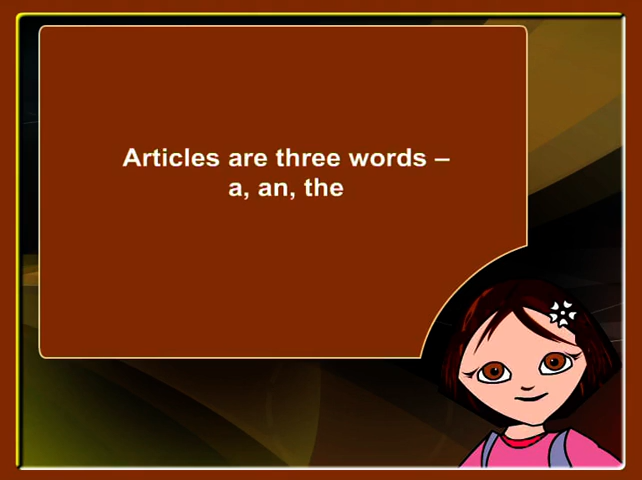 Articles are three words –
a, an, the